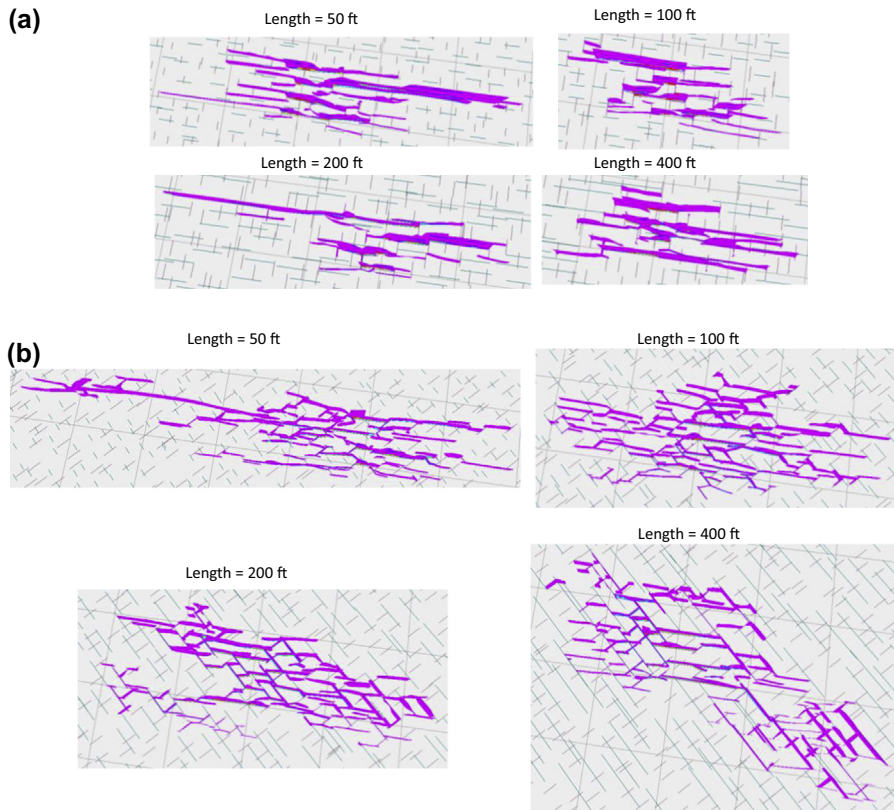 (a)
Length = 50 ft
Length = 100 ft
Length = 200 ft
Length = 400 ft
(b)
Length = 50 ft
Length = 100 ft
Length = 200 ft
Length = 400 ft